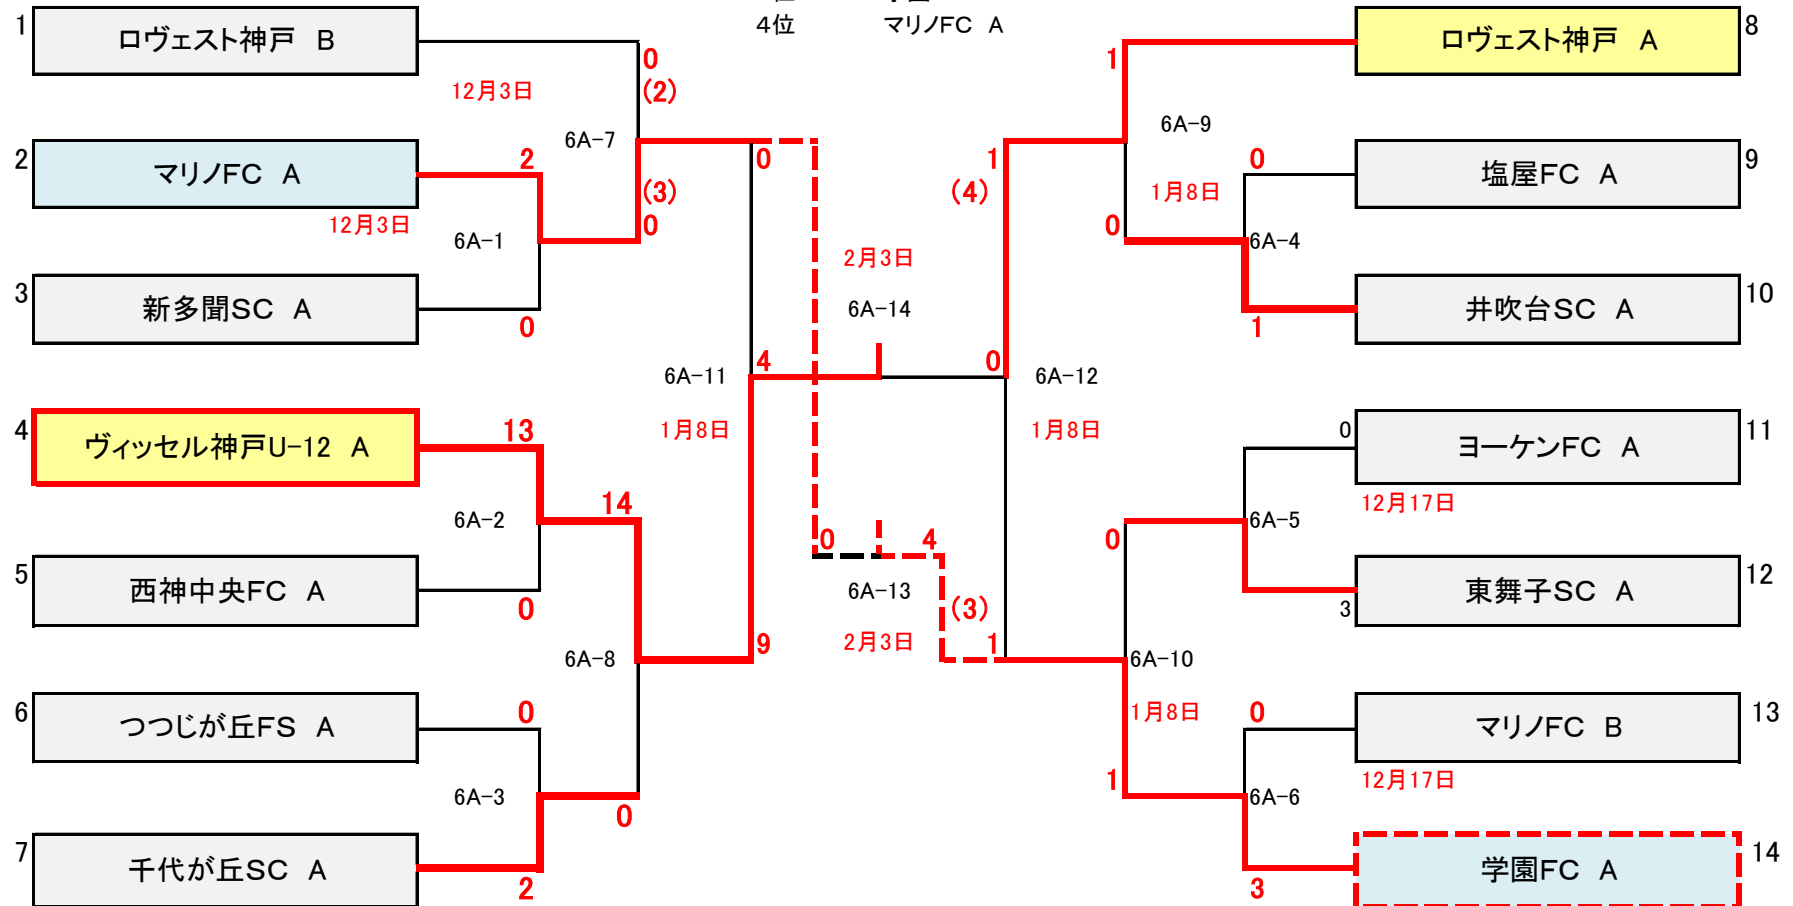 4位 マリノFC A
1 ロヴェスト神戸 B
8 ロヴェスト神戸 A
0
1
12月3日
(2)
6A-7
6A-9
2 マリノFC A
2
0
1
0
9 塩屋FC A
(3)
(4)
1月8日
12月3日
0
0
6A-1
6A-4
2月3日
3 新多聞SC A
10 井吹台SC A
0
6A-14
1
4
0
6A-11
6A-12
4 ヴィッセル神戸U-12 A
13
1月8日
1月8日
0
11 ヨーケンFC A
14
12月17日
6A-2
6A-5
0
4
0
5 西神中央FC A
12 東舞子SC A
0
6A-13
(3)
3
2月3日
9
1
6A-8
6A-10
6 つつじが丘FS A
0
1月8日
0
13 マリノFC B
12月17日
1
6A-3
6A-6
0
7 千代が丘SC A
14 学園FC A
2
3